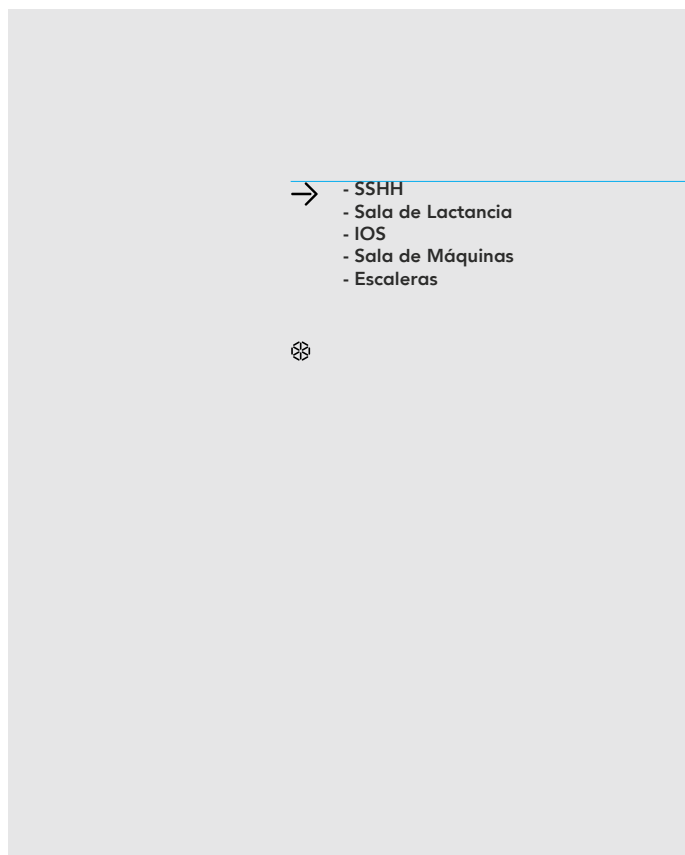 - SSHH
- Sala de Lactancia
- IOS
- Sala de Máquinas
- Escaleras